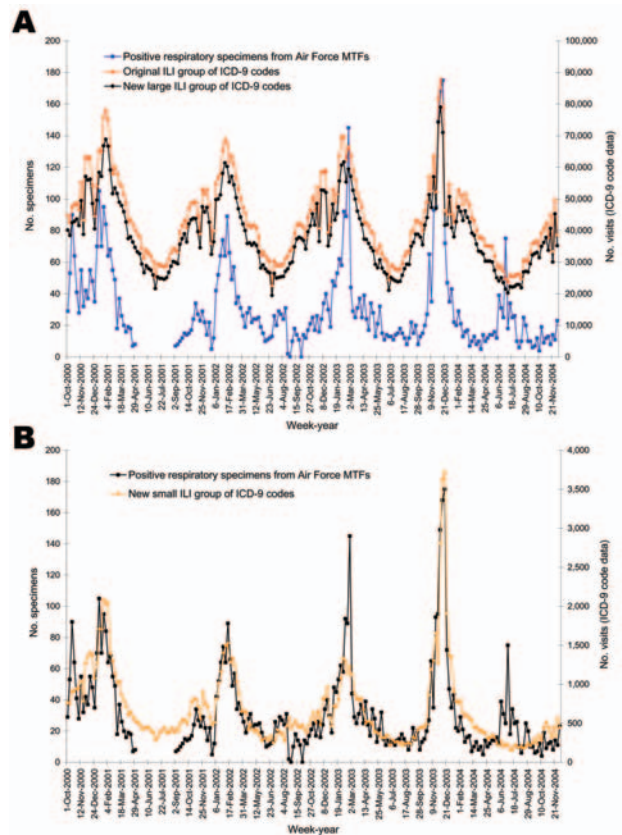 A
Positive respiratory specimens from Air Force MTFs
Original ILI group of ICD-9 codes
New large ILI group of ICD-9 codes
No. specimens
200
180
160
140
120
100
80
60
40
20
0
100,000
90,000
80,000
70,000
60,000
50,000
40,000
30,000
20,000
10,000
0
No. visits (ICD-9 code data)
1-Oct-2000
12-Nov-2000
24-Dec-2000
4-Feb-2001
18-Mar-2001
29-Apr-2001
10-Jun-2001
22-Jul-2001
2-Sep-2001
14-Oct-2001
25-Nov-2001
6-Jan-2002
17-Feb-2002
31-Mar-2002
12-May-2002
23-Jun-2002
4-Aug-2002
15-Sep-2002
27-Oct-2002
8-Dec-2002
19-Jan-2003
2-Mar-2003
13-Apr-2003
25-May-2003
6-Jul-2003
17-Aug-2003
28-Sep-2003
9-Nov-2003
21-Dec-2003
1-Feb-2004
14-Mar-2004
25-Apr-2004
6-Jun-2004
18-Jul-2004
29-Aug-2004
10-Oct-2004
21-Nov-2004
Week-year
B
Positive respiratory specimens from Air Force MTFs
New small ILI group of ICD-9 codes
No. specimens
200
180
160
140
120
100
80
60
40
20
0
4,000
3,500
3,000
2,500
2,000
1,500
1,000
500
0
No. visits (ICD-9 code data)
1-Oct-2000
12-Nov-2000
24-Dec-2000
4-Feb-2001
18-Mar-2001
29-Apr-2001
10-Jun-2001
22-Jul-2001
2-Sep-2001
14-Oct-2001
25-Nov-2001
6-Jan-2002
17-Feb-2002
31-Mar-2002
12-May-2002
23-Jun-2002
4-Aug-2002
15-Sep-2002
27-Oct-2002
8-Dec-2002
19-Jan-2003
2-Mar-2003
13-Apr-2003
25-May-2003
6-Jul-2003
17-Aug-2003
28-Sep-2003
9-Nov-2003
21-Dec-2003
1-Feb-2004
14-Mar-2004
25-Apr-2004
6-Jun-2004
18-Jul-2004
29-Aug-2004
10-Oct-2004
21-Nov-2004
Week-year